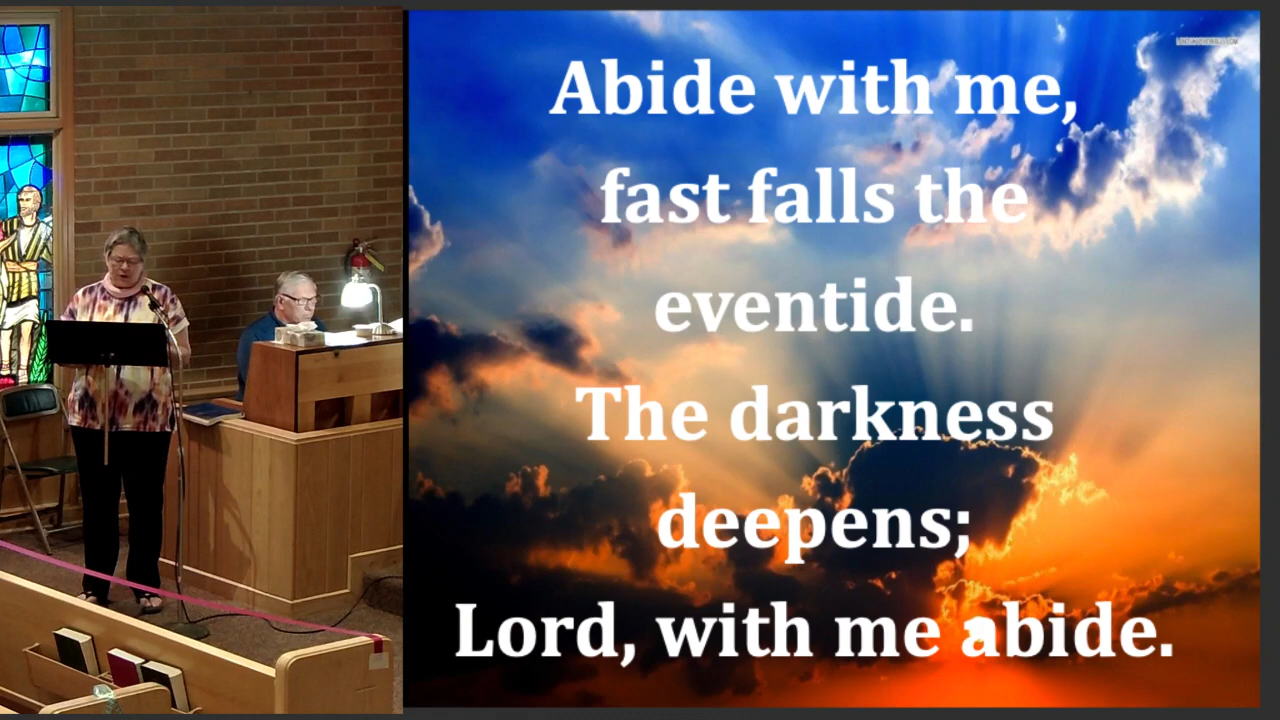 Abide with me,
fast falls the
eventide.
The darkness
deepens;
Lord, with me abide.